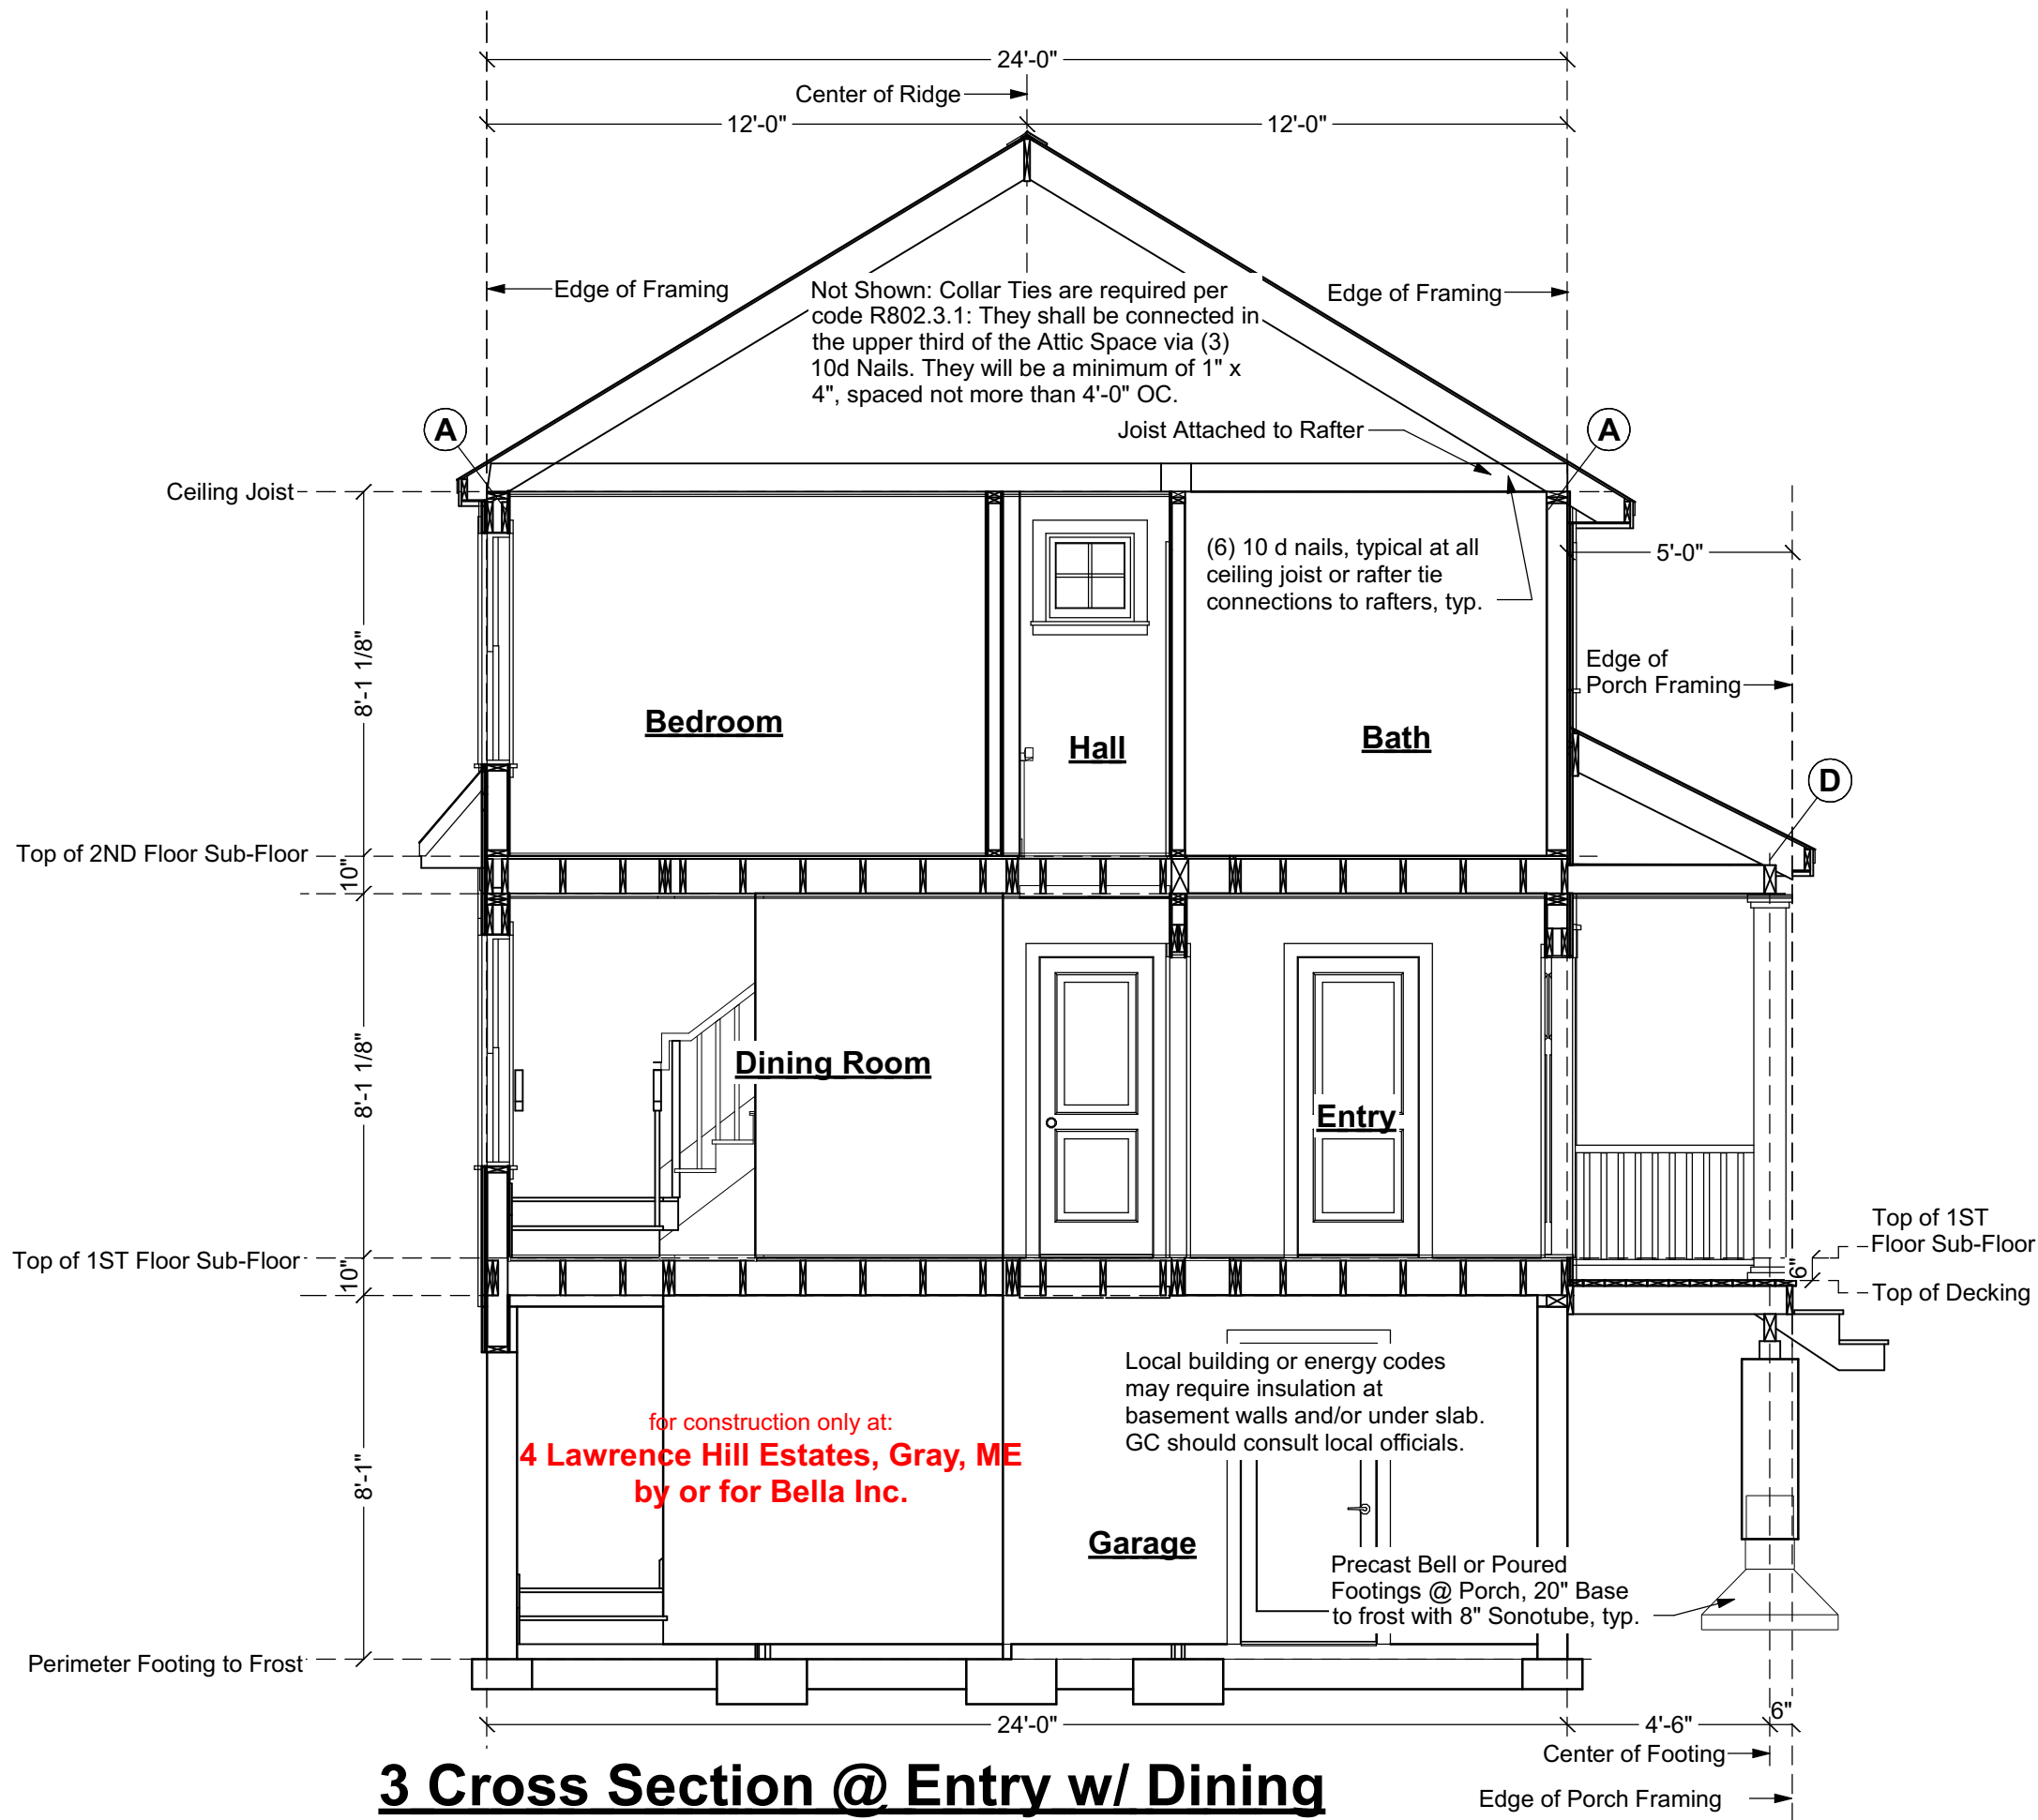 24'-0"
Center of Ridge
12'-0"
12'-0"
Edge of Framing
Edge of Framing
Not Shown: Collar Ties are required per
code R802.3.1: They shall be connected in
the upper third of the Attic Space via (3)
10d Nails. They will be a minimum of 1" x
4", spaced not more than 4'-0" OC.
A
A
Joist Attached to Rafter
Ceiling Joist
(6) 10 d nails, typical at all
ceiling joist or rafter tie
connections to rafters, typ.
5'-0"
8'-1 1/8"
Edge of
Porch Framing
Bedroom
Hall
Bath
D
Top of 2ND Floor Sub-Floor
10"
8'-1 1/8"
Dining Room
Entry
Top of 1ST Floor Sub-Floor
10"
Top of 1ST
Floor Sub-Floor
6"
Top of Decking
Local building or energy codes
may require insulation at
basement walls and/or under slab.
GC should consult local officials.
for construction only at:
4 Lawrence Hill Estates, Gray, ME
by or for Bella Inc.
8'-1"
Garage
Precast Bell or Poured
Footings @ Porch, 20" Base
to frost with 8" Sonotube, typ.
Perimeter Footing to Frost
24'-0"
4'-6"
6"
Center of Footing
Edge of Porch Framing
3 Cross Section @ Entry w/ Dining